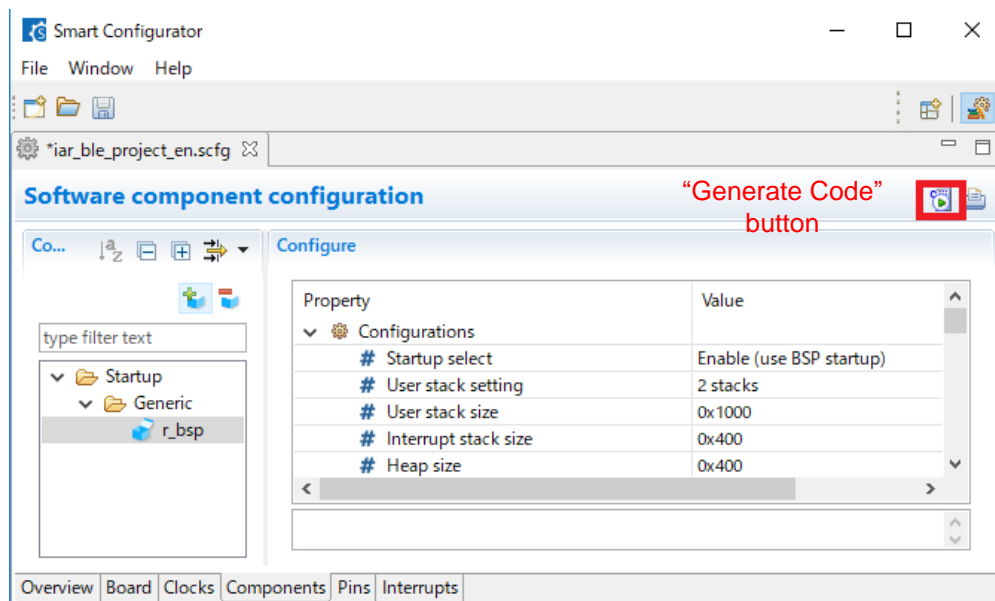 Smart Configurator
File Window Help
*iar_ble_project_en.scfg
Software component configuration
“Generate Code”
button
Co...
Configure
type filter text
Startup
Generic
r_bsp
Property Value
Configurations
# Startup select Enable (use BSP startup)
# User stack setting 2 stacks
# User stack size 0x1000
# Interrupt stack size 0x400
# Heap size 0x400
Overview Board Clocks Components Pins Interrupts